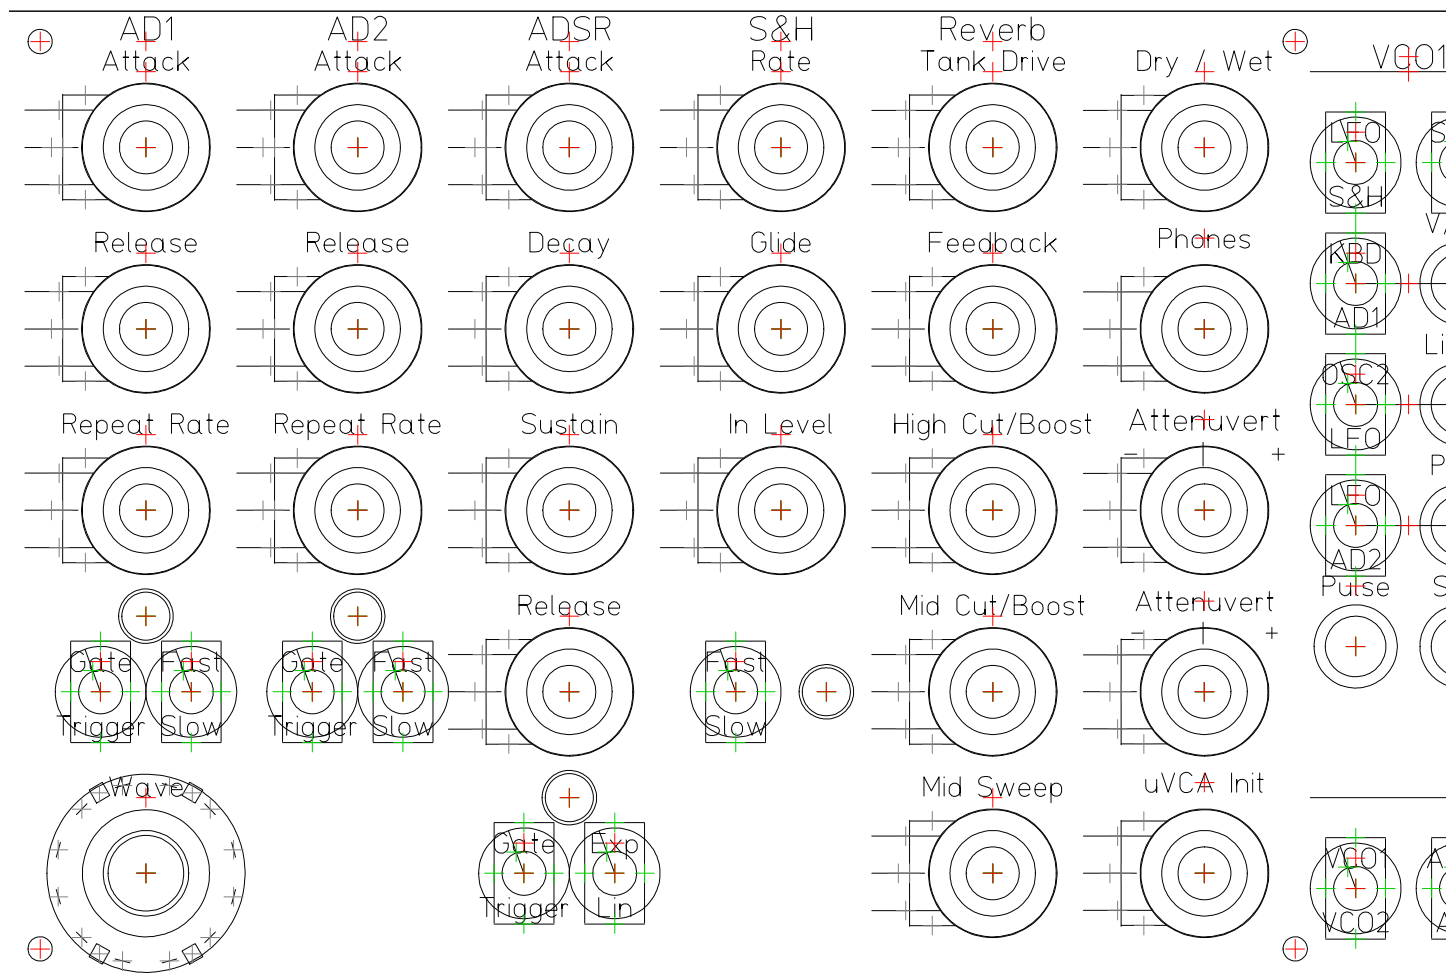 AD1 AD2 ADSR S&H Reverb
Attack Attack Attack Rate Tank Drive Dry / Wet VCO1
LFO
S&H
Release Release Decay Glide Feedback Phones
KBD
AD1
OSC2
Repeat Rate Repeat Rate Sustain In Level High Cut/Boost Attenuvert
LFO
- +
LFO
AD2
Pulse
Release Mid Cut/Boost Attenuvert
- +
Gate Fast Gate Fast Fast
Trigger Slow Trigger Slow Slow
Wave Mid Sweep uVCA Init
Gate Exp VCO1
Trigger Lin VCO2